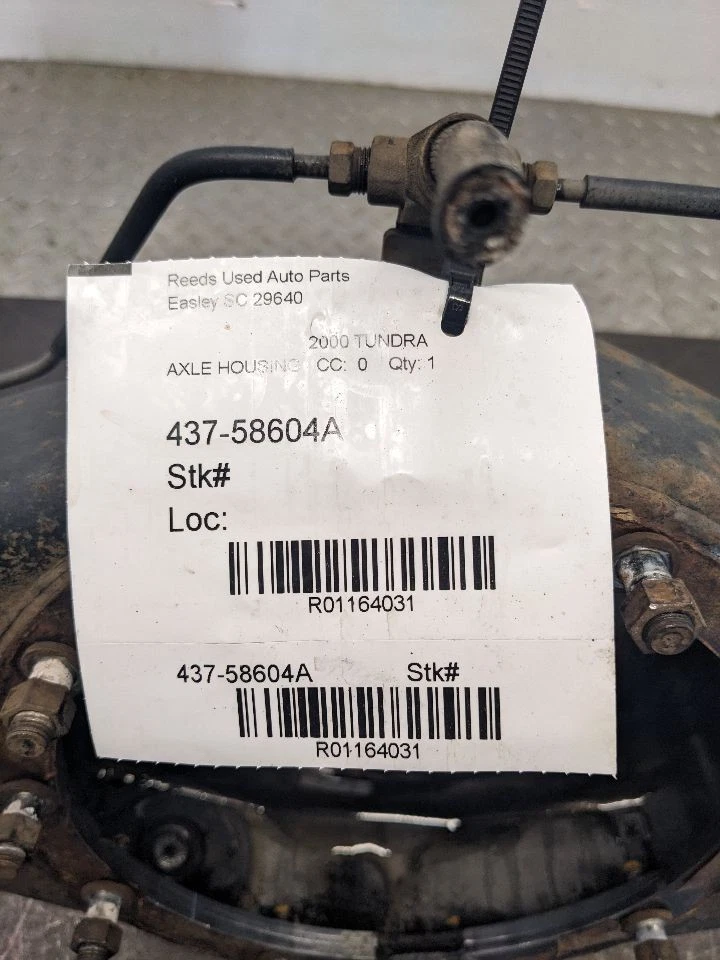 Reeds Used Auto Parts
Easley SC 29640
2000 TUNDRA
AXLE HOUSING CC: 0 Qty: 1
437-58604A
Stk#
Loc:
R01164031
437-58604A Stk#
R01164031